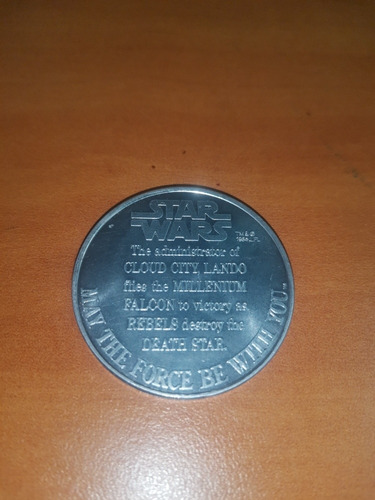 STAR
WARS
TM & ©
The administrator of
CLOUD CITY, LANDO
flies the MILLENIUM
FALCON to victory as
REBELS destroy the
DEATH STAR.
MAY THE FORCE BE WITH YOU.